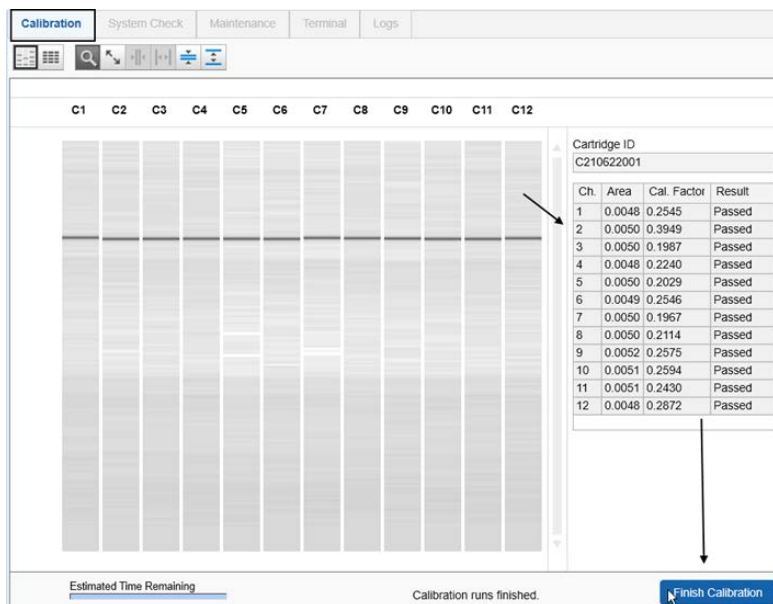 Calibration System Check Maintenance Terminal Logs
C1 C2 C3 C4 C5 C6 C7 C8 C9 C10 C11 C12
Cartridge ID
C210622001
Ch. Area Cal. Factor Result
1 0.0048 0.2545 Passed
2 0.0050 0.3949 Passed
3 0.0050 0.1987 Passed
4 0.0048 0.2240 Passed
5 0.0050 0.2029 Passed
6 0.0049 0.2546 Passed
7 0.0050 0.1967 Passed
8 0.0050 0.2114 Passed
9 0.0052 0.2575 Passed
10 0.0051 0.2594 Passed
11 0.0051 0.2430 Passed
12 0.0048 0.2872 Passed
Estimated Time Remaining
Calibration runs finished.
Finish Calibration